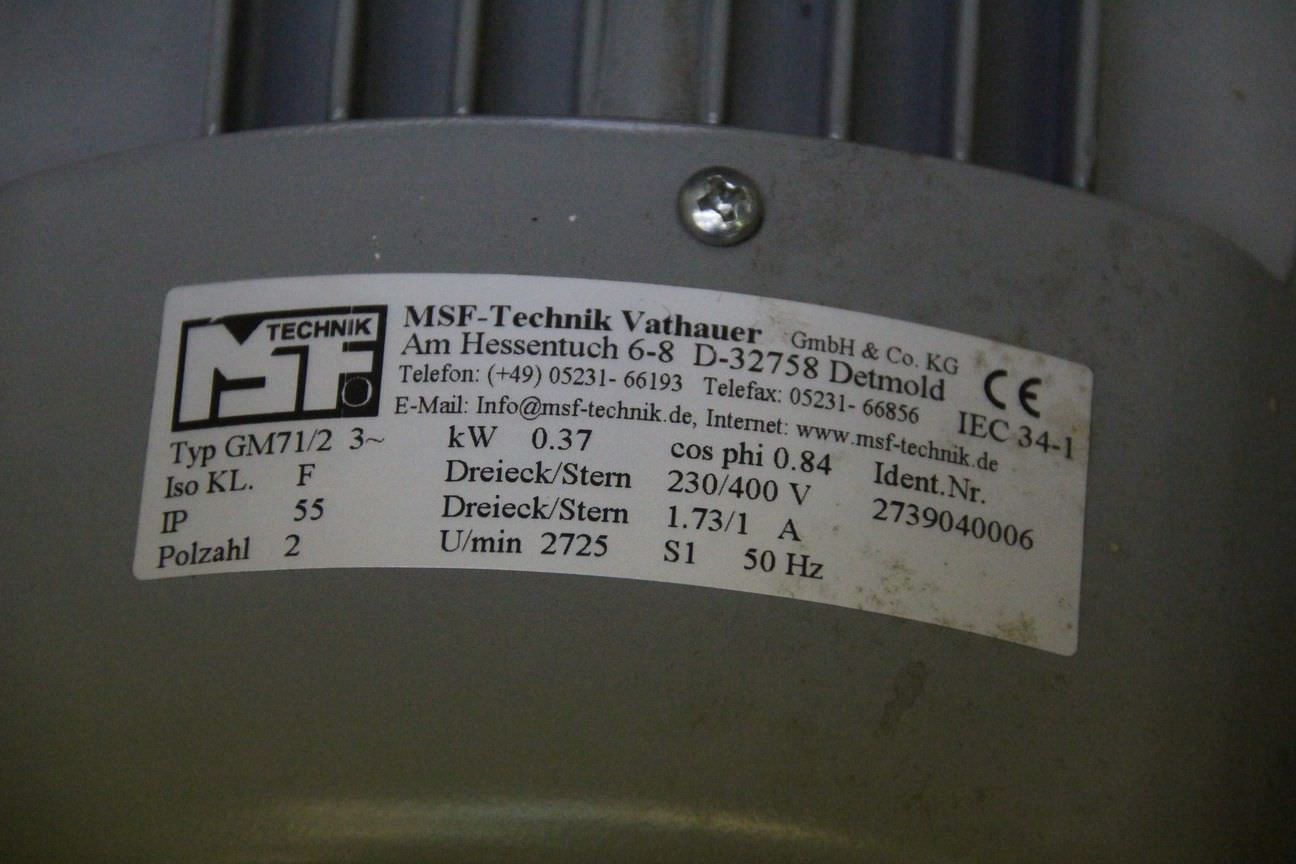 MSF TECHNIK
MSF-Technik Vathauer GmbH & Co. KG
Am Hessentuch 6-8 D-32758 Detmold
Telefon: (+49) 05231- 66193 Telefax: 05231- 66856
E-Mail: Info@msf-technik.de, Internet: www.msf-technik.de
CE
IEC 34-1
Typ GM71/2 3~ kW 0.37 cos phi 0.84 Ident.Nr.
Iso KL. F Dreieck/Stern 230/400 V 2739040006
IP 55 Dreieck/Stern 1.73/1 A
Polzahl 2 U/min 2725 S1 50 Hz